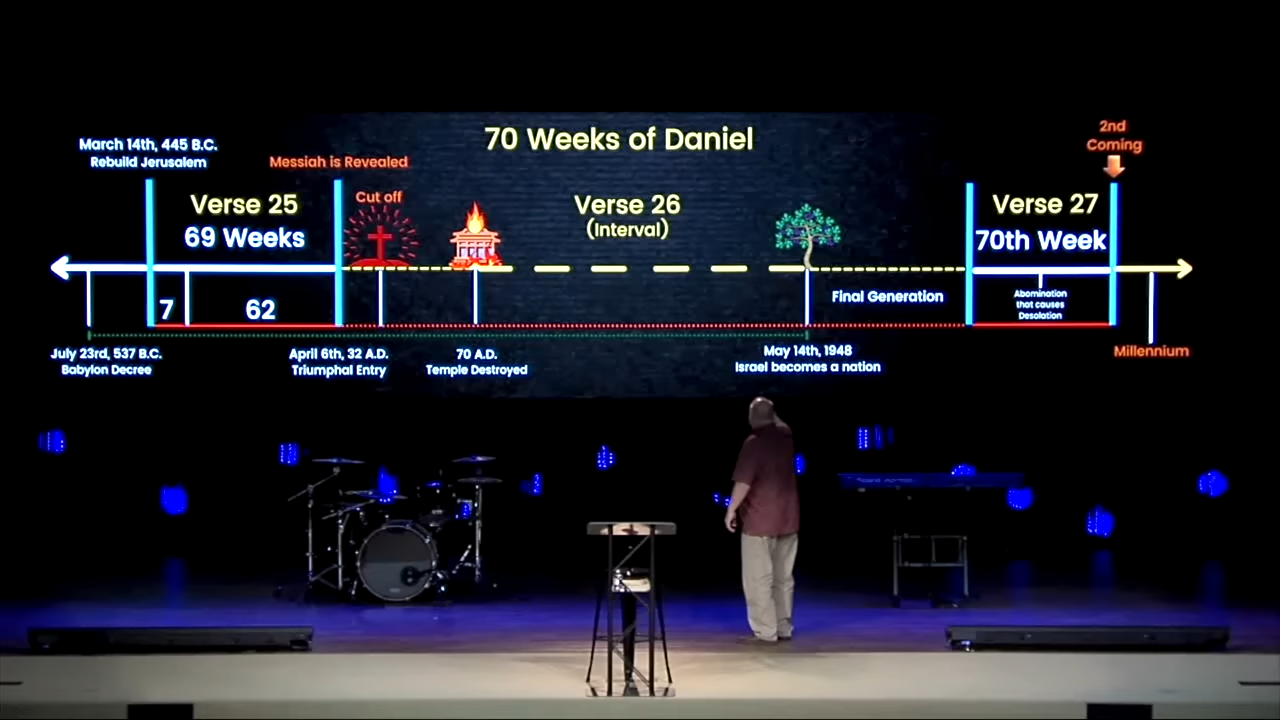 70 Weeks of Daniel
March 14th, 445 B.C.
Rebuild Jerusalem
Messiah is Revealed
2nd
Coming
Verse 25
69 Weeks
Cut off
Verse 26
(Interval)
Verse 27
70th Week
7
62
Final Generation
Abomination
that causes
Desolation
July 23rd, 537 B.C.
Babylon Decree
April 6th, 32 A.D.
Triumphal Entry
70 A.D.
Temple Destroyed
May 14th, 1948
Israel becomes a nation
Millennium